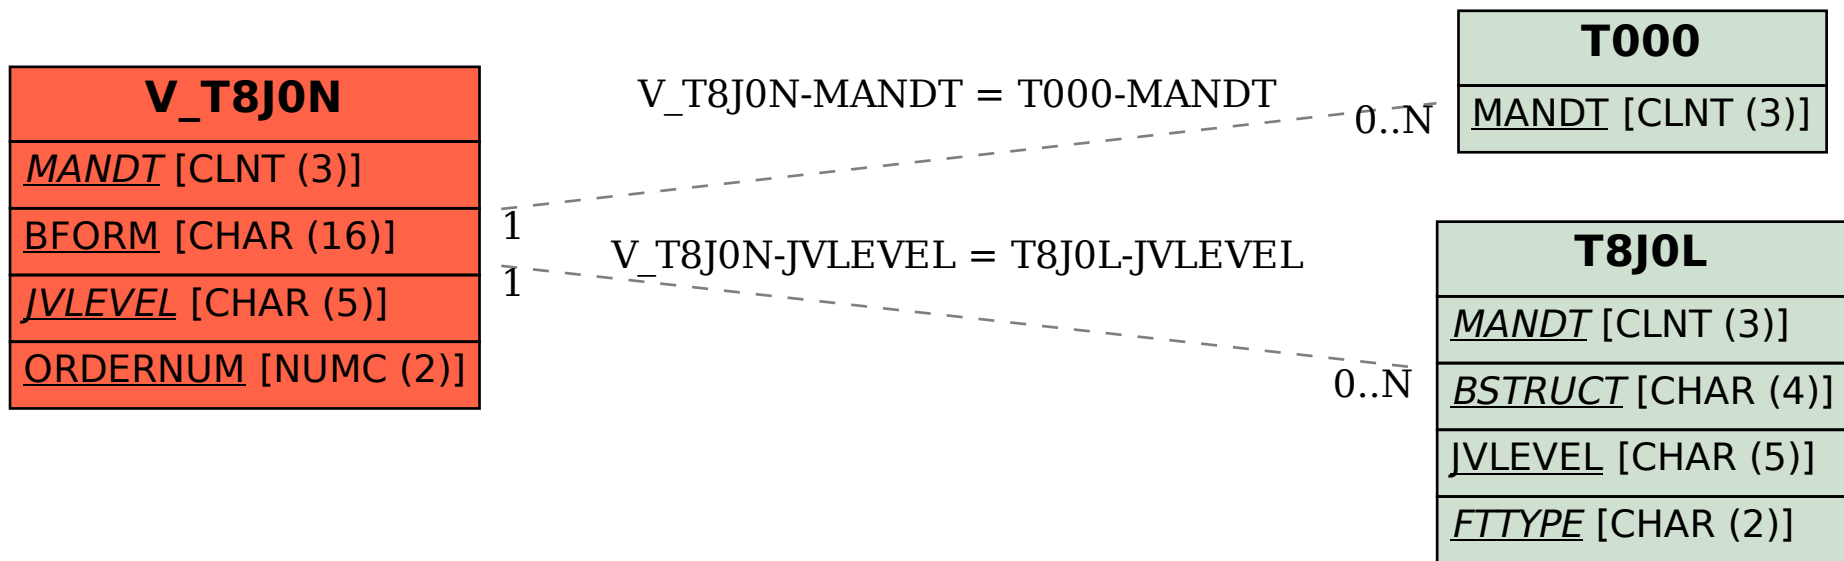 V_T8J0N
MANDT [CLNT (3)]
BFORM [CHAR (16)]
JVLEVEL [CHAR (5)]
ORDERNUM [NUMC (2)]
V_T8J0N-MANDT = T000-MANDT
0..N
1
V_T8J0N-JVLEVEL = T8J0L-JVLEVEL
1
0..N
T000
MANDT [CLNT (3)]
T8J0L
MANDT [CLNT (3)]
BSTRUCT [CHAR (4)]
JVLEVEL [CHAR (5)]
FTTYPE [CHAR (2)]